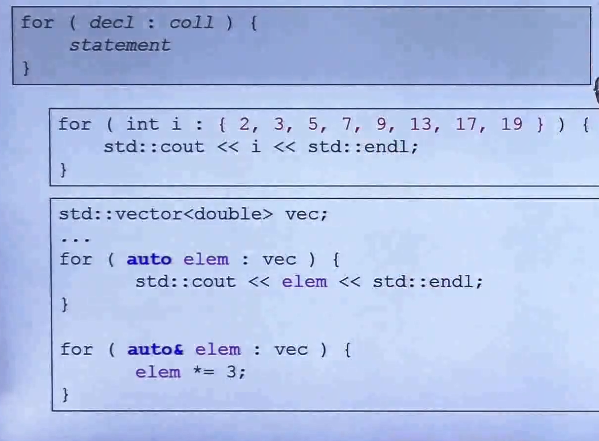 for ( decl : coll ) {
    statement
}
for ( int i : { 2, 3, 5, 7, 9, 13, 17, 19 } ) {
    std::cout << i << std::endl;
}
std::vector<double> vec;
...
for ( auto elem : vec ) {
       std::cout << elem << std::endl;
}
for ( auto& elem : vec ) {
       elem *= 3;
}